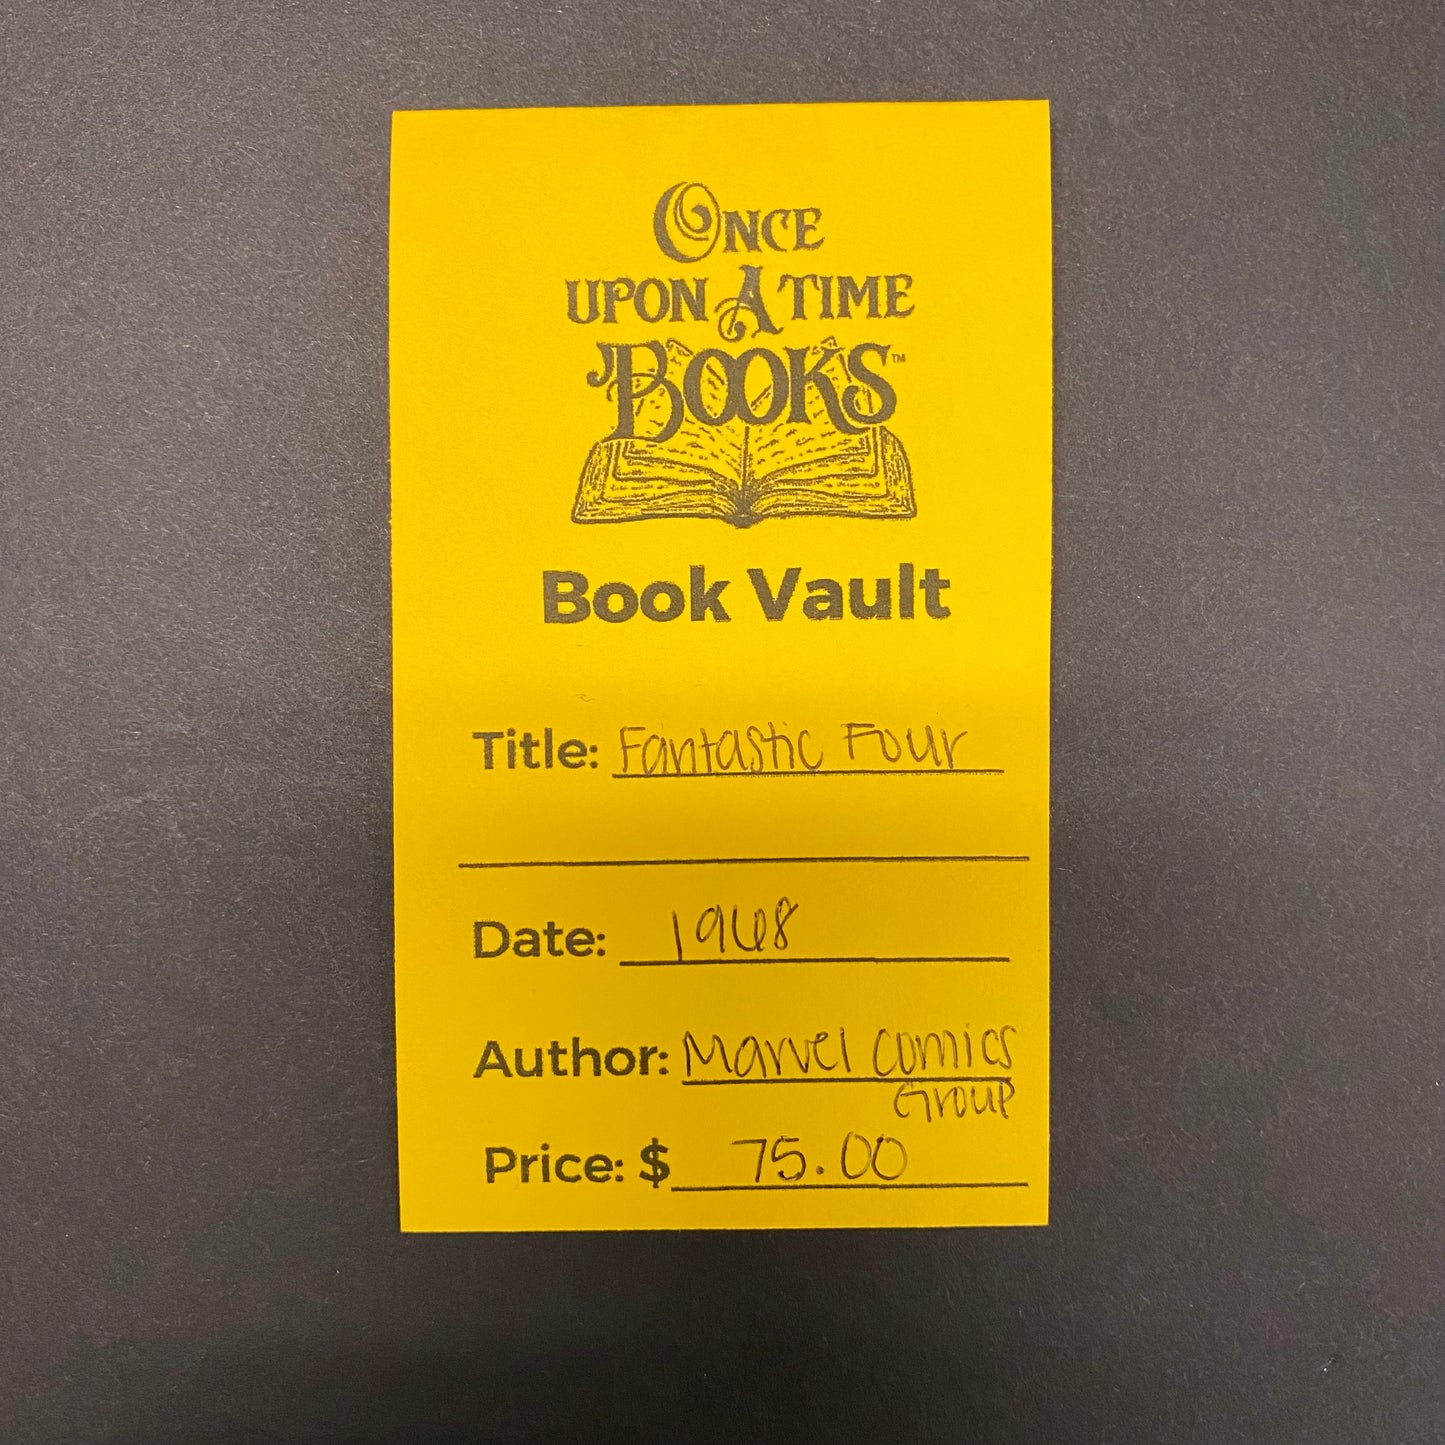 ONCE
UPON A TIME
BOOKS™
Book Vault
Title: Fantastic Four
Date: 1968
Author: Marvel Comics
Group
Price: $ 75.00